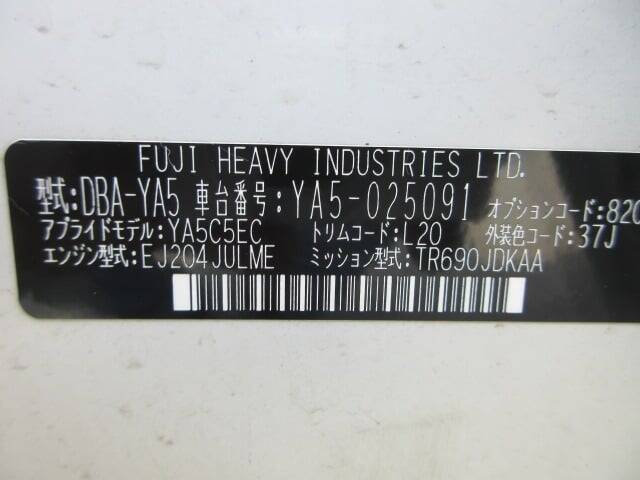 FUJI HEAVY INDUSTRIES LTD.
型式:DBA-YA5 車台番号:YA5-025091 オプションコード:820
アプライドモデル:YA5C5EC トリムコード:L20 外装色コード:37J
エンジン型式:EJ204JULME ミッション型式:TR690JDKAA